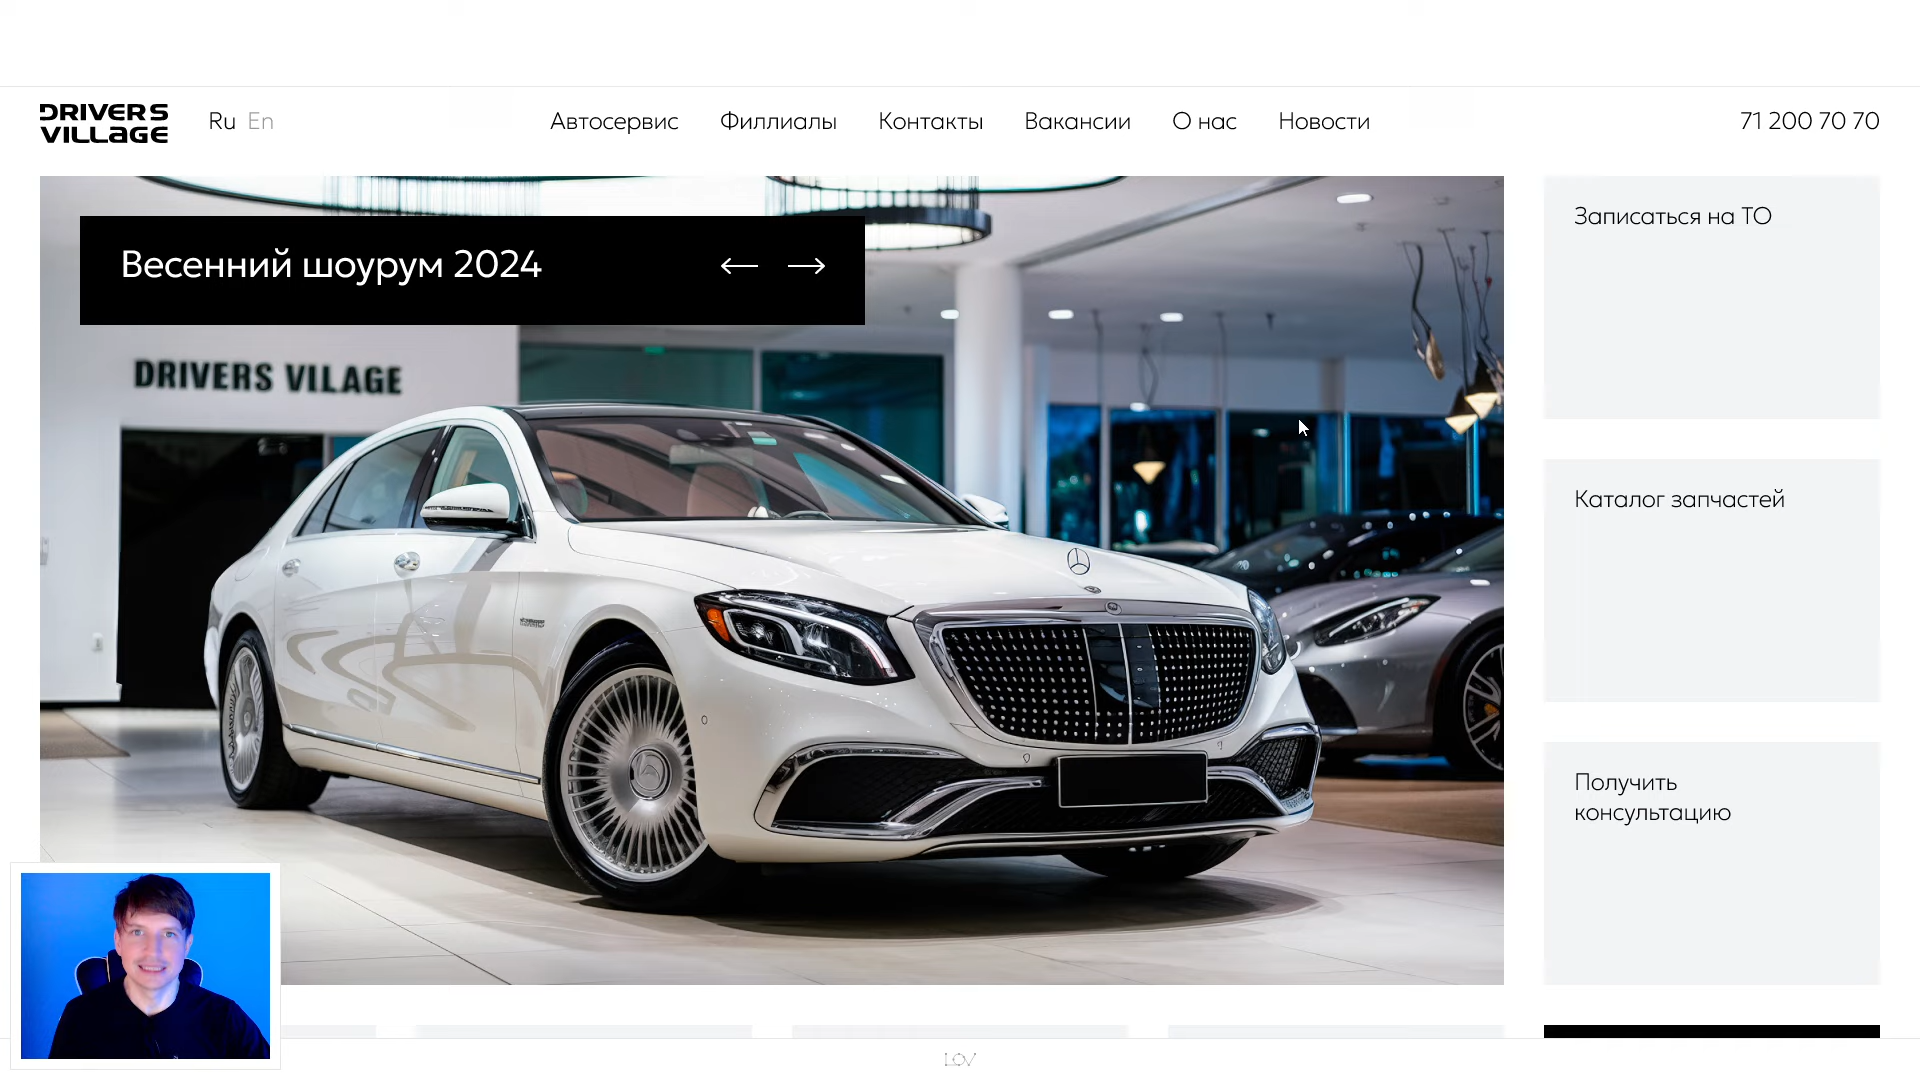 DRIVERS
VILLAGE
Ru En
Автосервис
Филлиалы
Контакты
Вакансии
О нас
Новости
71 200 70 70
Весенний шоурум 2024
DRIVERS VILAGE
Записаться на ТО
Каталог запчастей
Получить
консультацию
LOV